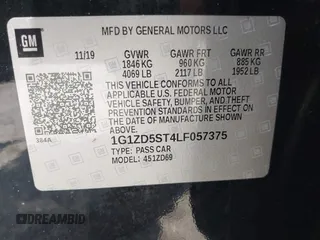 GM
MFD BY GENERAL MOTORS LLC
11/19 GVWR GAWR FRT GAWR RR
1846 KG 960 KG 885 KG
4069 LB 2117 LB 1952 LB
THIS VEHICLE CONFORMS TO ALL APPLICABLE
U.S. FEDERAL MOTOR VEHICLE
SAFETY, BUMPER, AND THEFT
PREVENTION STANDARDS IN EFFECT
ON THE DATE OF MANUFACTURE
SHOWN ABOVE.
1G1ZD5ST4LF057375
TYPE: PASS CAR
MODEL: 451ZD69
DREAMBID